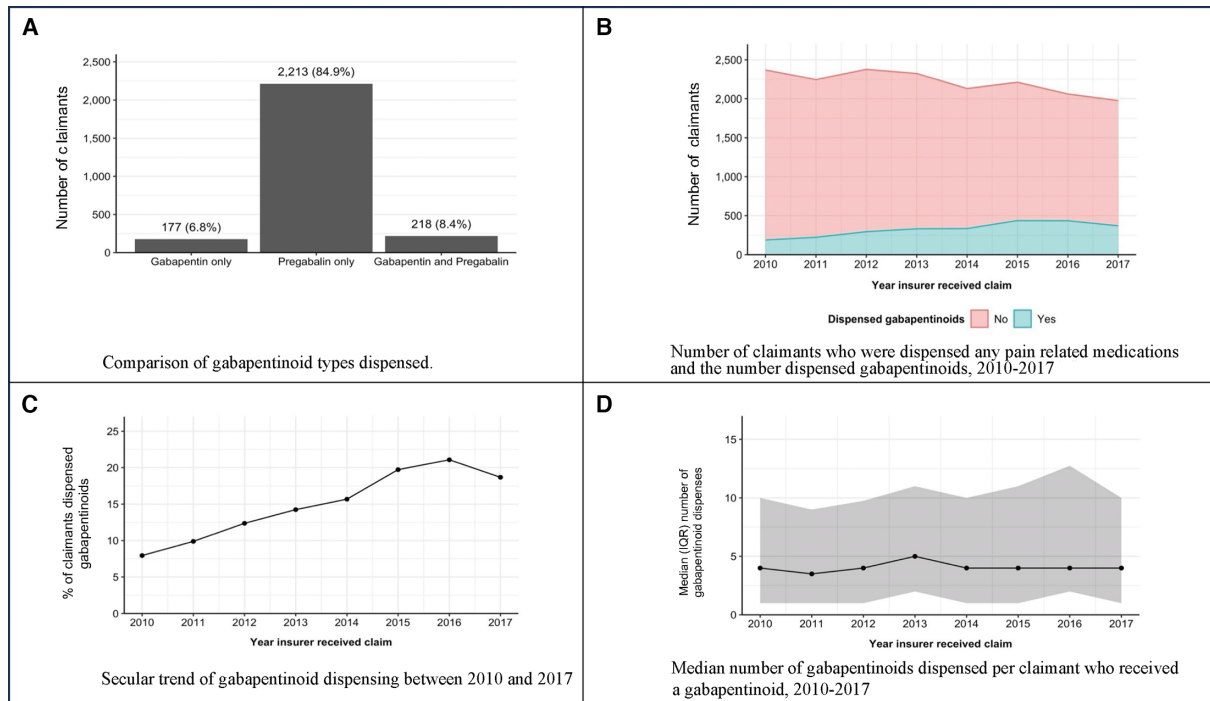 A
2,500
2,000
1,500
1,000
500
0
Number of c laimants
177 (6.8%)
2,213 (84.9%)
218 (8.4%)
Gabapentin only
Pregabalin only
Gabapentin and Pregabalin
Comparison of gabapentinoid types dispensed.
B
2,500
2,000
1,500
1,000
500
0
Number of claimants
2010 2011 2012 2013 2014 2015 2016 2017
Year insurer received claim
Dispensed gabapentinoids No Yes
Number of claimants who were dispensed any pain related medications
and the number dispensed gabapentinoids, 2010-2017
C
25
20
15
10
5
0
% of claimants dispensed
gabapentinoids
2010 2011 2012 2013 2014 2015 2016 2017
Year insurer received claim
Secular trend of gabapentinoid dispensing between 2010 and 2017
D
15
10
5
0
Median (IQR) number of
gabapentinoid dispenses
2010 2011 2012 2013 2014 2015 2016 2017
Year insurer received claim
Median number of gabapentinoids dispensed per claimant who received
a gabapentinoid, 2010-2017